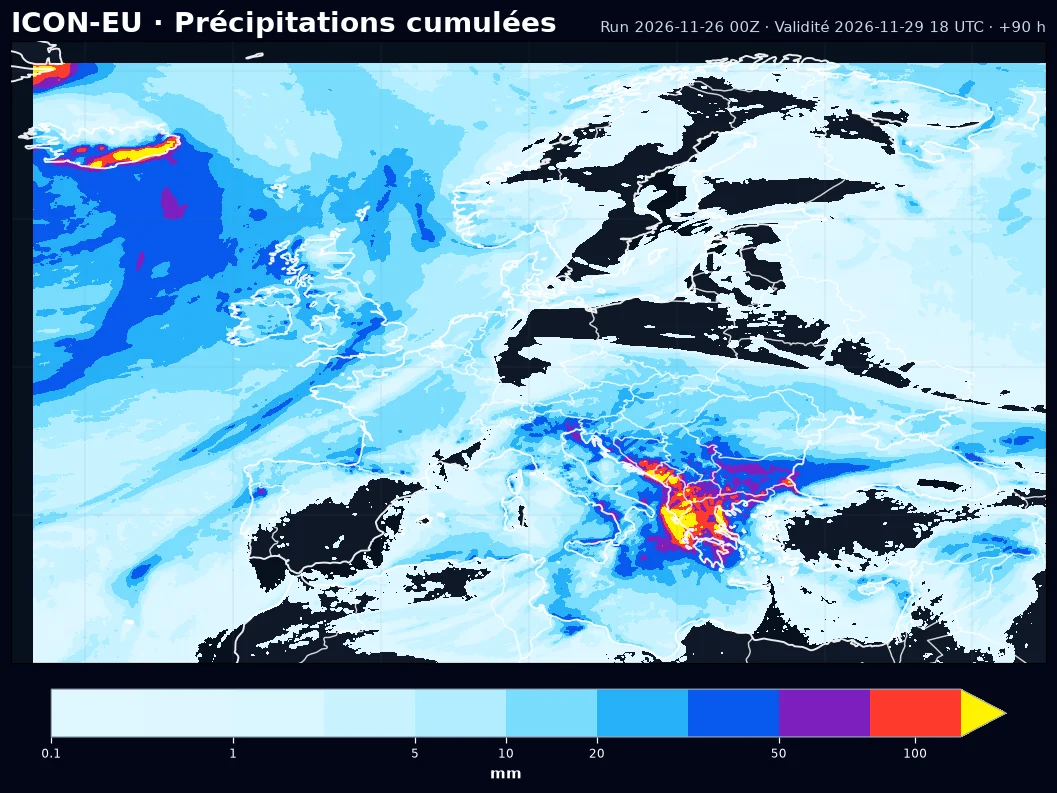 ICON-EU · Précipitations cumulées
Run 2026-11-26 00Z · Validité 2026-11-29 18 UTC · +90 h
0.1 1 5 10 20 50 100
mm